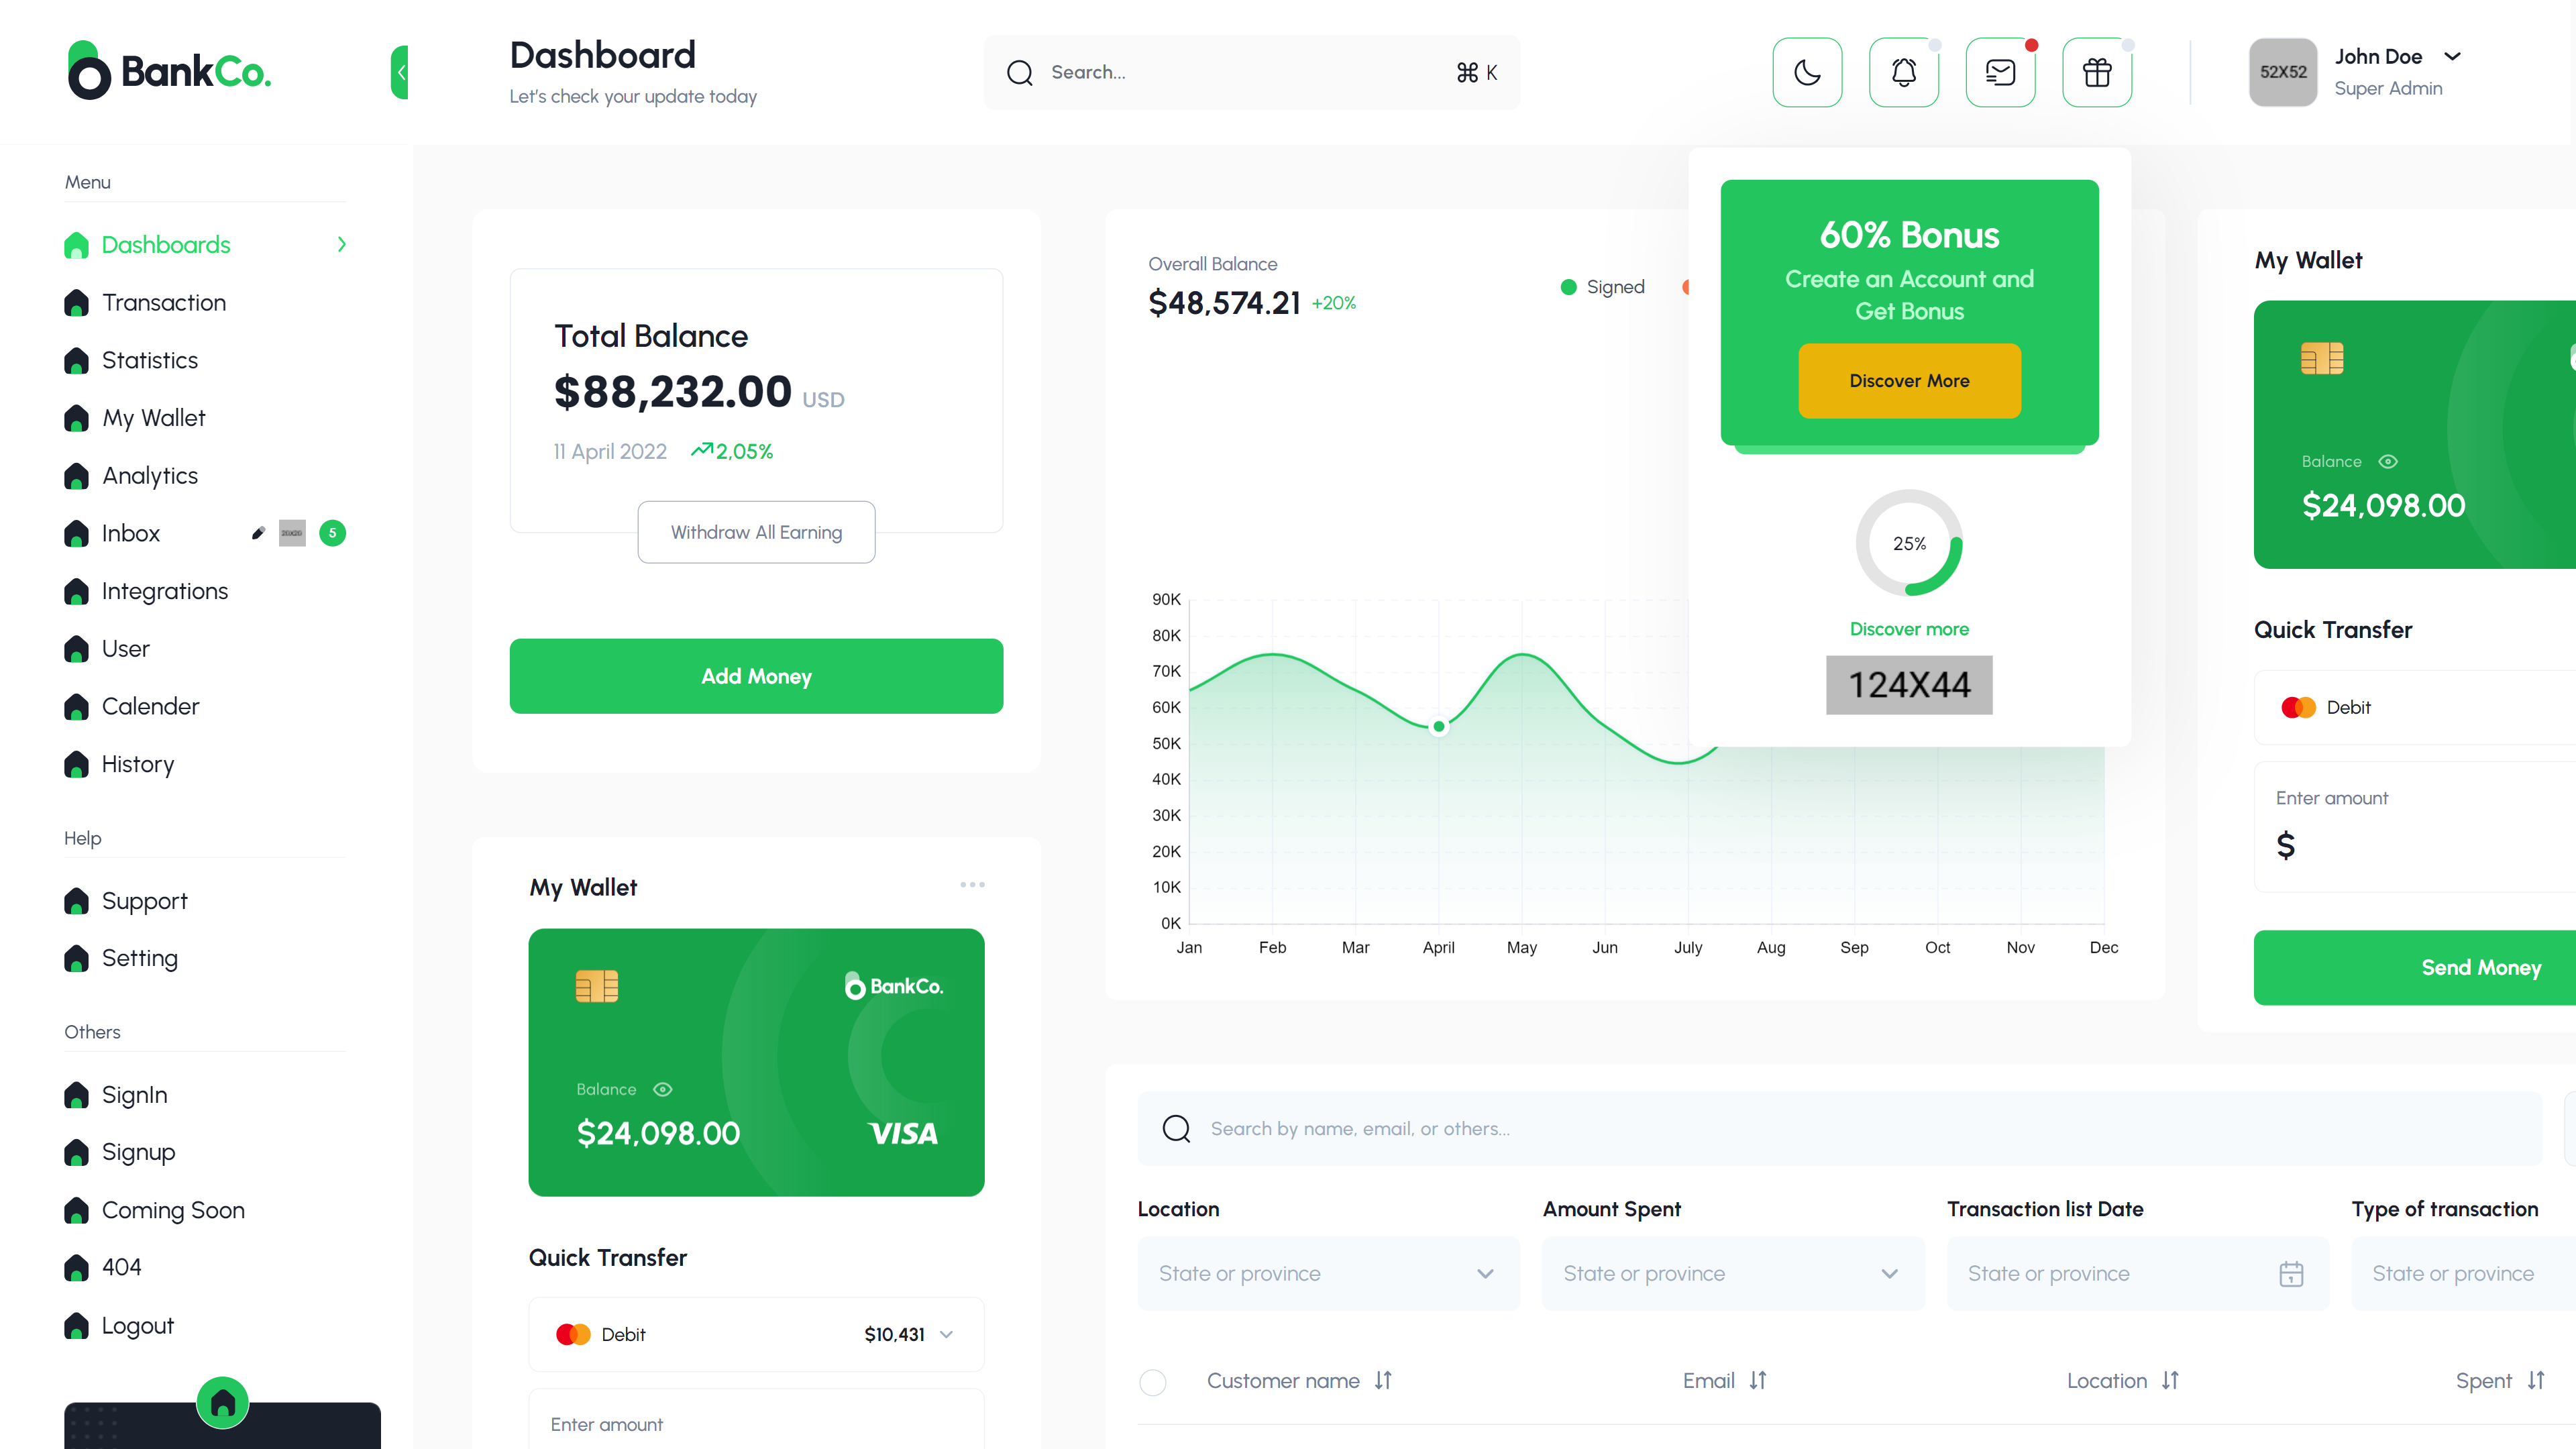 BankCo.
Dashboard
Let's check your update today
Search...
⌘ K
52X52
John Doe
Super Admin
Menu
Dashboards
Transaction
Statistics
My Wallet
Analytics
Inbox
5
Integrations
User
Calender
History
Help
Support
Setting
Others
SignIn
Signup
Coming Soon
404
Logout
Total Balance
$88,232.00 USD
11 April 2022 2,05%
Withdraw All Earning
Add Money
My Wallet
BankCo.
Balance
$24,098.00
VISA
Quick Transfer
Debit
$10,431
Enter amount
Overall Balance
$48,574.21 +20%
Signed
90K
80K
70K
60K
50K
40K
30K
20K
10K
0K
Jan Feb Mar April May Jun July Aug Sep Oct Nov Dec
60% Bonus
Create an Account and
Get Bonus
Discover More
25%
Discover more
124X44
My Wallet
Balance
$24,098.00
Quick Transfer
Debit
Enter amount
$
Send Money
Search by name, email, or others...
Location
Amount Spent
Transaction list Date
Type of transaction
State or province
State or province
State or province
State or province
Customer name
Email
Location
Spent